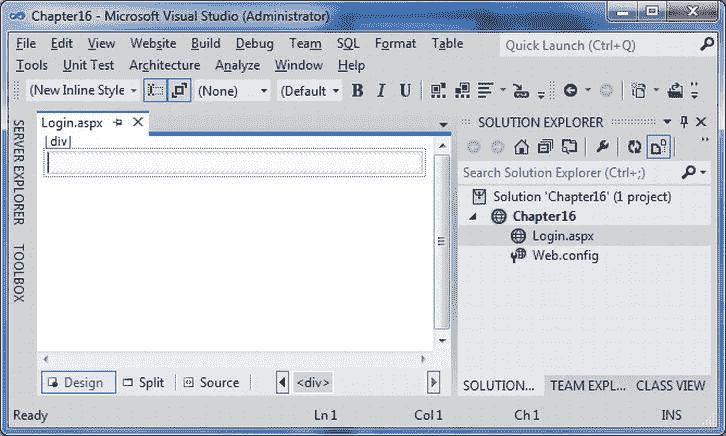 Chapter16 - Microsoft Visual Studio (Administrator)
File Edit View Website Build Debug Team SQL Format Table Quick Launch (Ctrl+Q)
Tools Unit Test Architecture Analyze Window Help
(New Inline Style (None) (Default B I U
SERVER EXPLORER
TOOLBOX
Login.aspx
div
Design Split Source <div>
SOLUTION EXPLORER
Search Solution Explorer (Ctrl+;)
Solution 'Chapter16' (1 project)
Chapter16
Login.aspx
Web.config
SOLUTION... TEAM EXPL... CLASS VIEW
Ready Ln 1 Col 1 Ch 1 INS